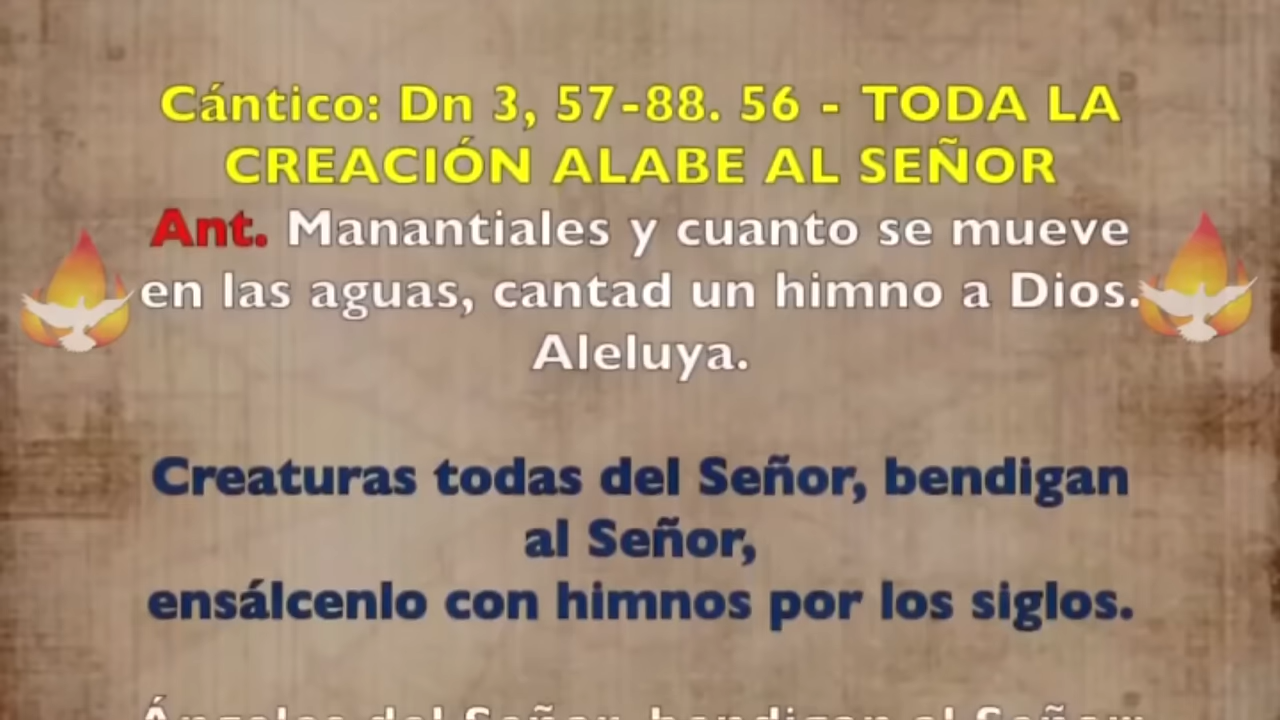 Cántico: Dn 3, 57-88. 56 - TODA LA
CREACIÓN ALABE AL SEÑOR
Ant. Manantiales y cuanto se mueve
en las aguas, cantad un himno a Dios.
Aleluya.
Creaturas todas del Señor, bendigan
al Señor,
ensálcenlo con himnos por los siglos.
Ángeles del Señor, bendigan al Señor;